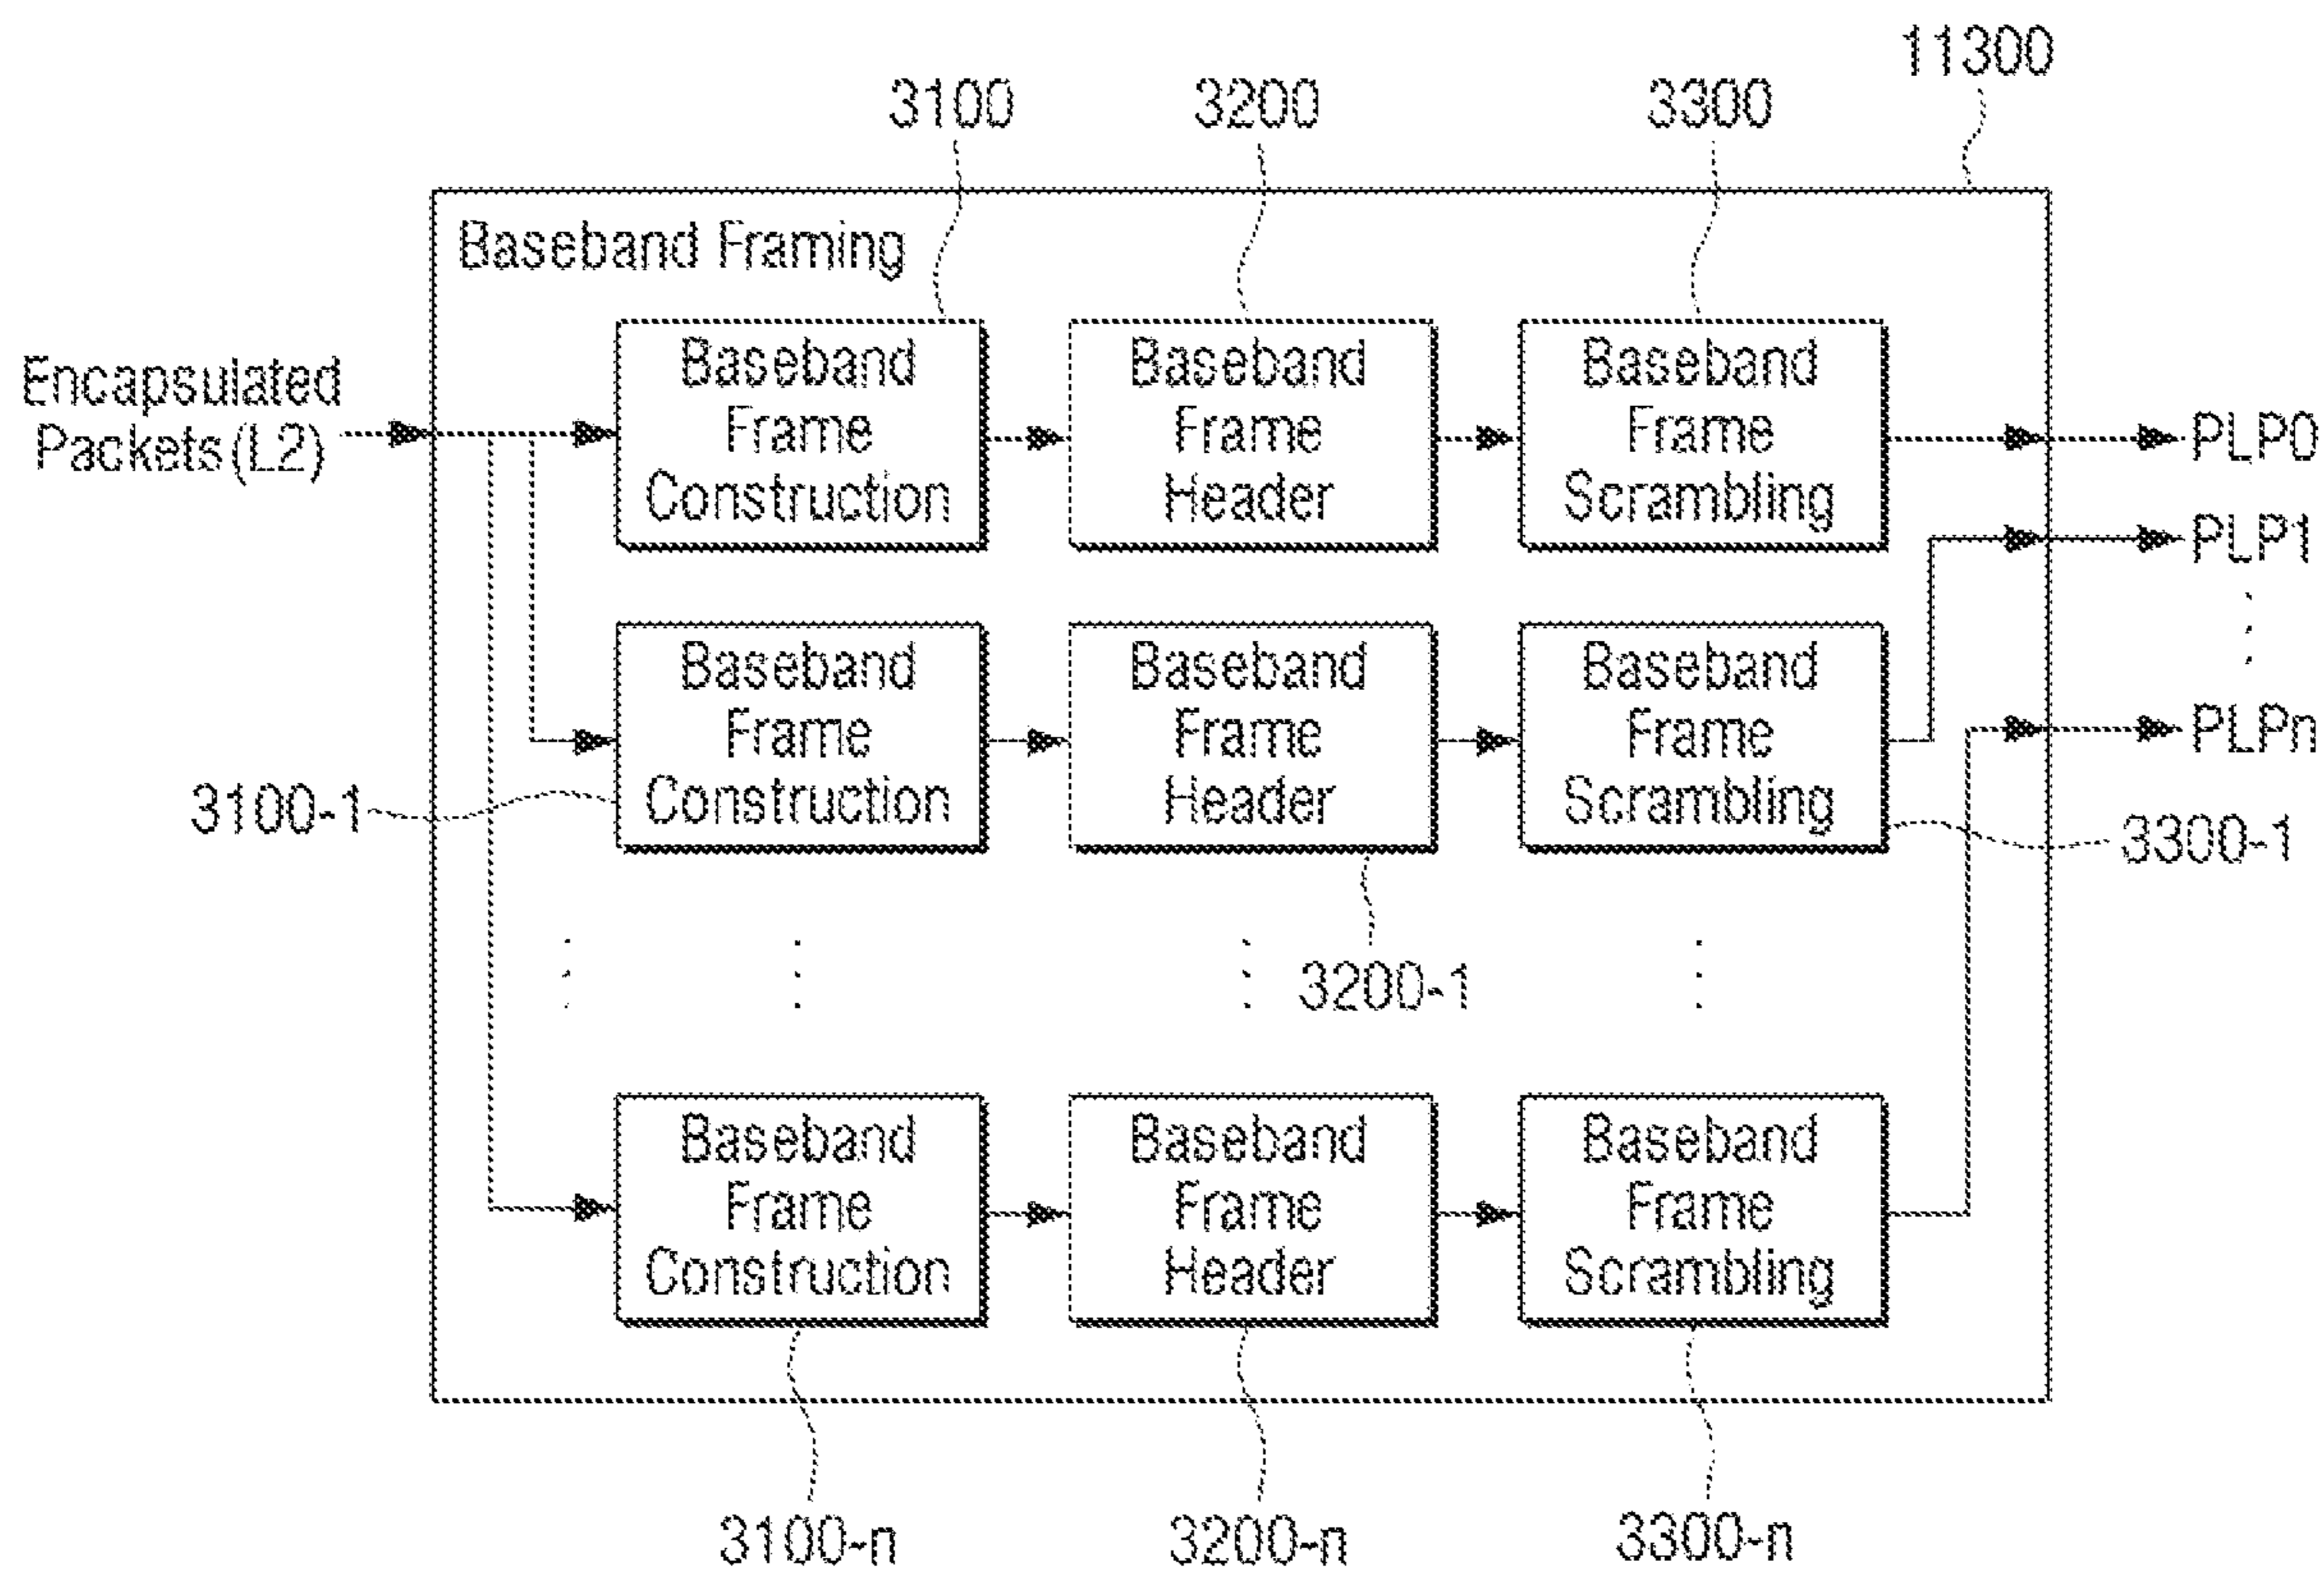 11300
3100
3200
3300
Baseband Framing
Encapsulated
Packets(L2)
Baseband
Frame
Construction
Baseband
Frame
Header
Baseband
Frame
Scrambling
PLP0
PLP1
PLPn
Baseband
Frame
Construction
Baseband
Frame
Header
Baseband
Frame
Scrambling
3100-1
3300-1
3200-1
Baseband
Frame
Construction
Baseband
Frame
Header
Baseband
Frame
Scrambling
3100-n
3200-n
3300-n